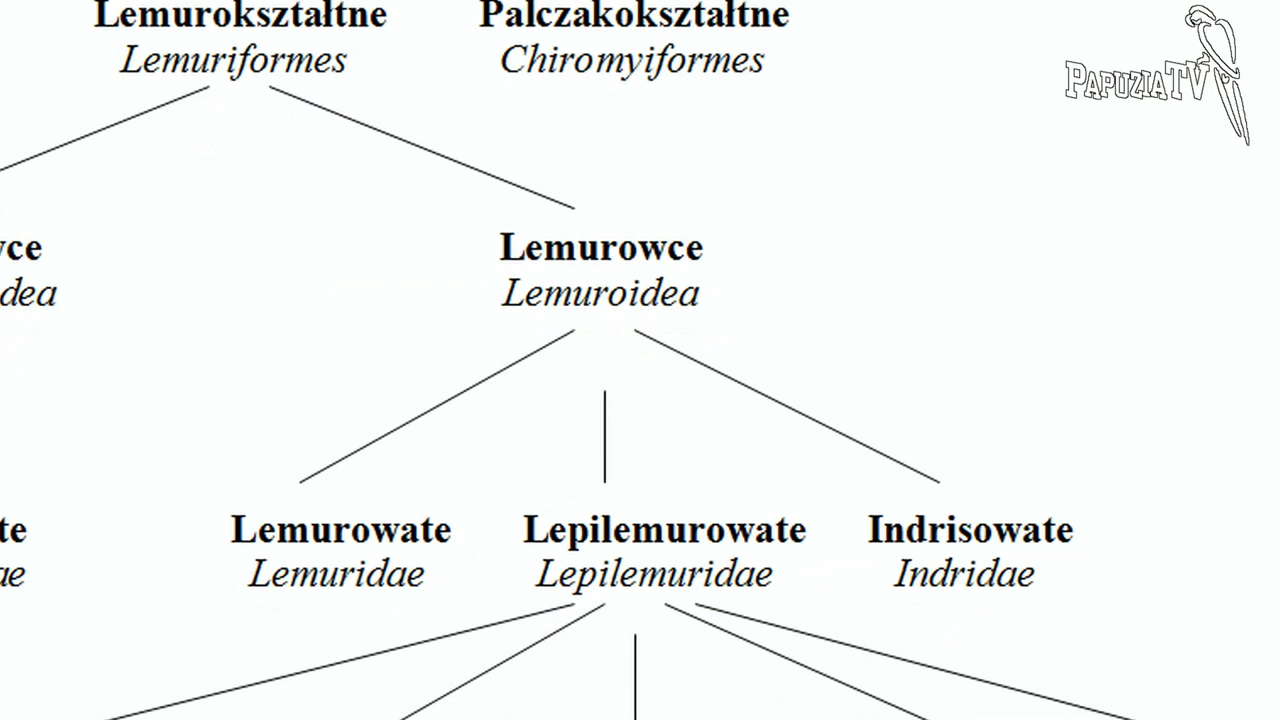 Lemurokształtne
Lemuriformes
Palczakokształtne
Chiromyiformes
PAPUZIATV
Lemurowce
Lemuroidea
Lemurowate
Lemuridae
Lepilemurowate
Lepilemuridae
Indrisowate
Indridae